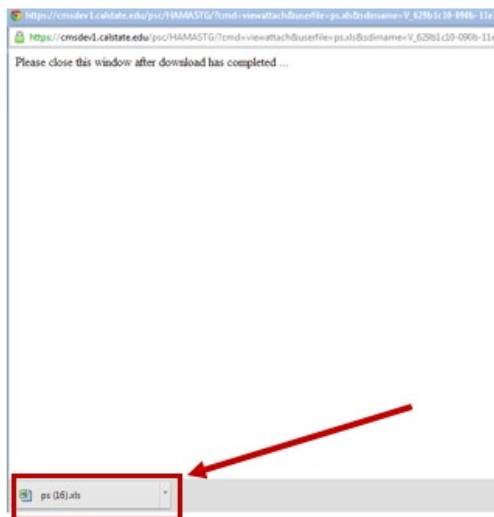 https://cmsdev1.calstate.edu/psc/HAMASTG/?cmd=viewattach&userfile=ps.xls&sdirname=V_629b1c10-090b-11e
https://cmsdev1.calstate.edu/psc/HAMASTG/?cmd=viewattach&userfile=ps.xls&sdirname=V_629b1c10-090b-11e
Please close this window after download has completed ...
ps (16).xls